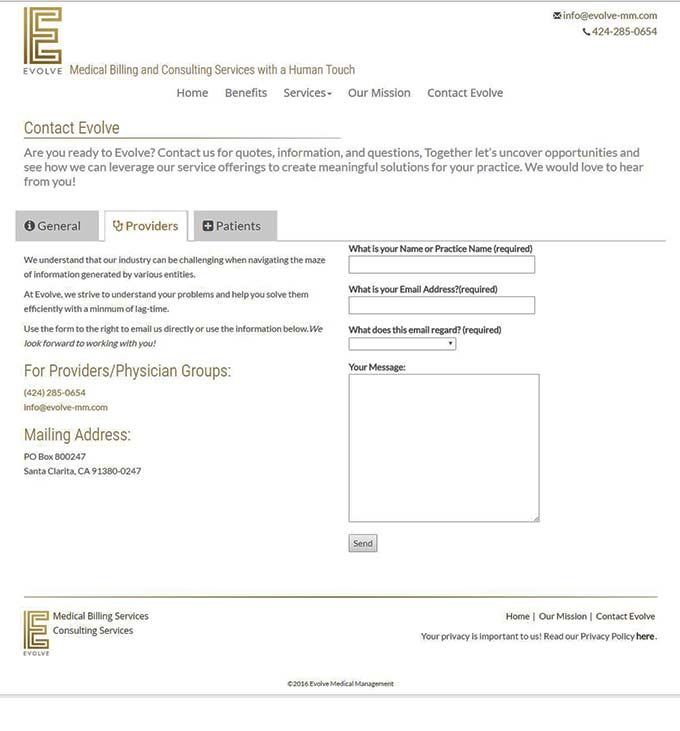 info@evolve-mm.com
424-285-0654
EVOLVE
Medical Billing and Consulting Services with a Human Touch
Home Benefits Services Our Mission Contact Evolve
Contact Evolve
Are you ready to Evolve? Contact us for quotes, information, and questions, Together let's uncover opportunities and
see how we can leverage our service offerings to create meaningful solutions for your practice. We would love to hear
from you!
General Providers Patients
We understand that our industry can be challenging when navigating the maze
of information generated by various entities.
At Evolve, we strive to understand your problems and help you solve them
efficiently with a minmum of lag-time.
Use the form to the right to email us directly or use the information below.We
look forward to working with you!
For Providers/Physician Groups:
(424) 285-0654
info@evolve-mm.com
Mailing Address:
PO Box 800247
Santa Clarita, CA 91380-0247
What is your Name or Practice Name (required)
What is your Email Address?(required)
What does this email regard? (required)
Your Message:
Send
EVOLVE
Medical Billing Services
Consulting Services
Home | Our Mission | Contact Evolve
Your privacy is important to us! Read our Privacy Policy here.
©2016 Evolve Medical Management